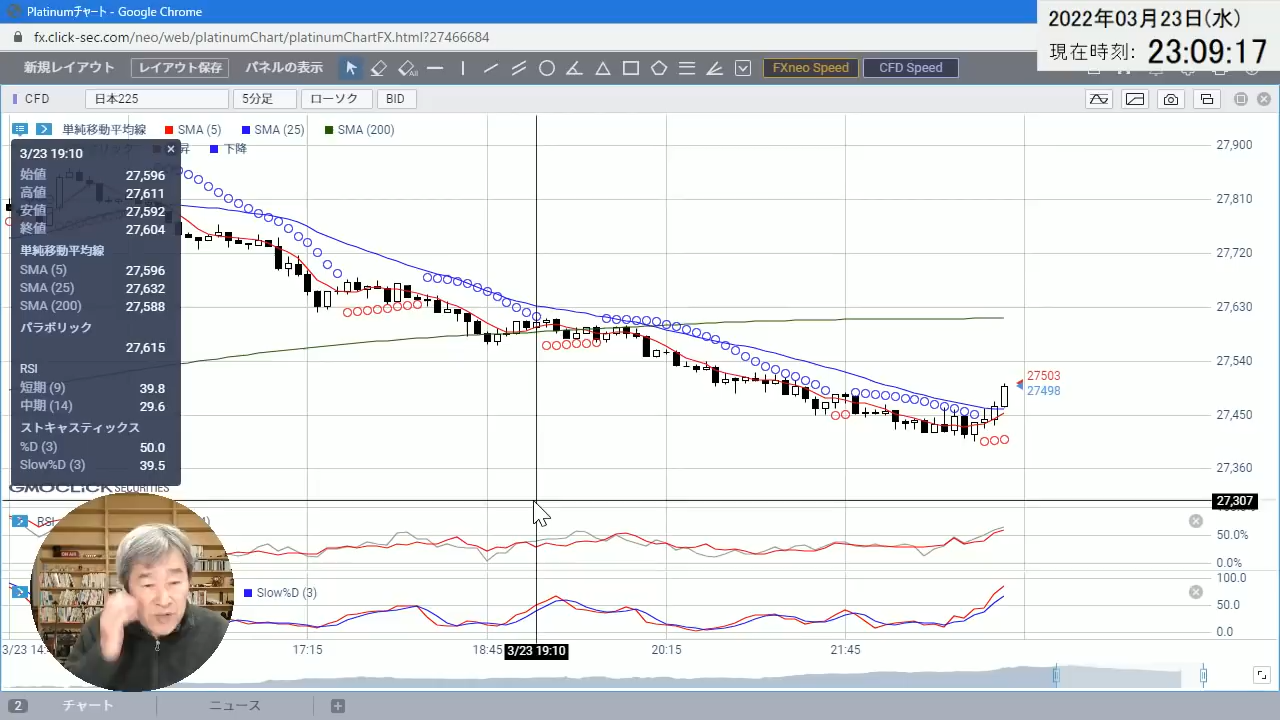 Platinumチャート - Google Chrome
2022年03月23日(水)
現在時刻: 23:09:17
fx.click-sec.com/neo/web/platinumChart/platinumChartFX.html?27466684
新規レイアウト レイアウト保存 パネルの表示 FXneo Speed CFD Speed
CFD 日本225 5分足 ローソク BID
単純移動平均線 SMA (5) SMA (25) SMA (200)
昇 下降
3/23 19:10
始値 27,596
高値 27,611
安値 27,592
終値 27,604
単純移動平均線
SMA (5) 27,596
SMA (25) 27,632
SMA (200) 27,588
パラボリック
27,615
RSI
短期 (9) 39.8
中期 (14) 29.6
ストキャスティックス
%D (3) 50.0
Slow%D (3) 39.5
27,900
27,810
27,720
27,630
27,540
27503
27498
27,450
27,360
27,307
GMOCLICK SECURITIES
RSI
50.0%
0.0%
100.0
50.0
0.0
Slow%D (3)
ON AIR
17:15 18:45 3/23 19:10 20:15 21:45
2 チャート ニュース